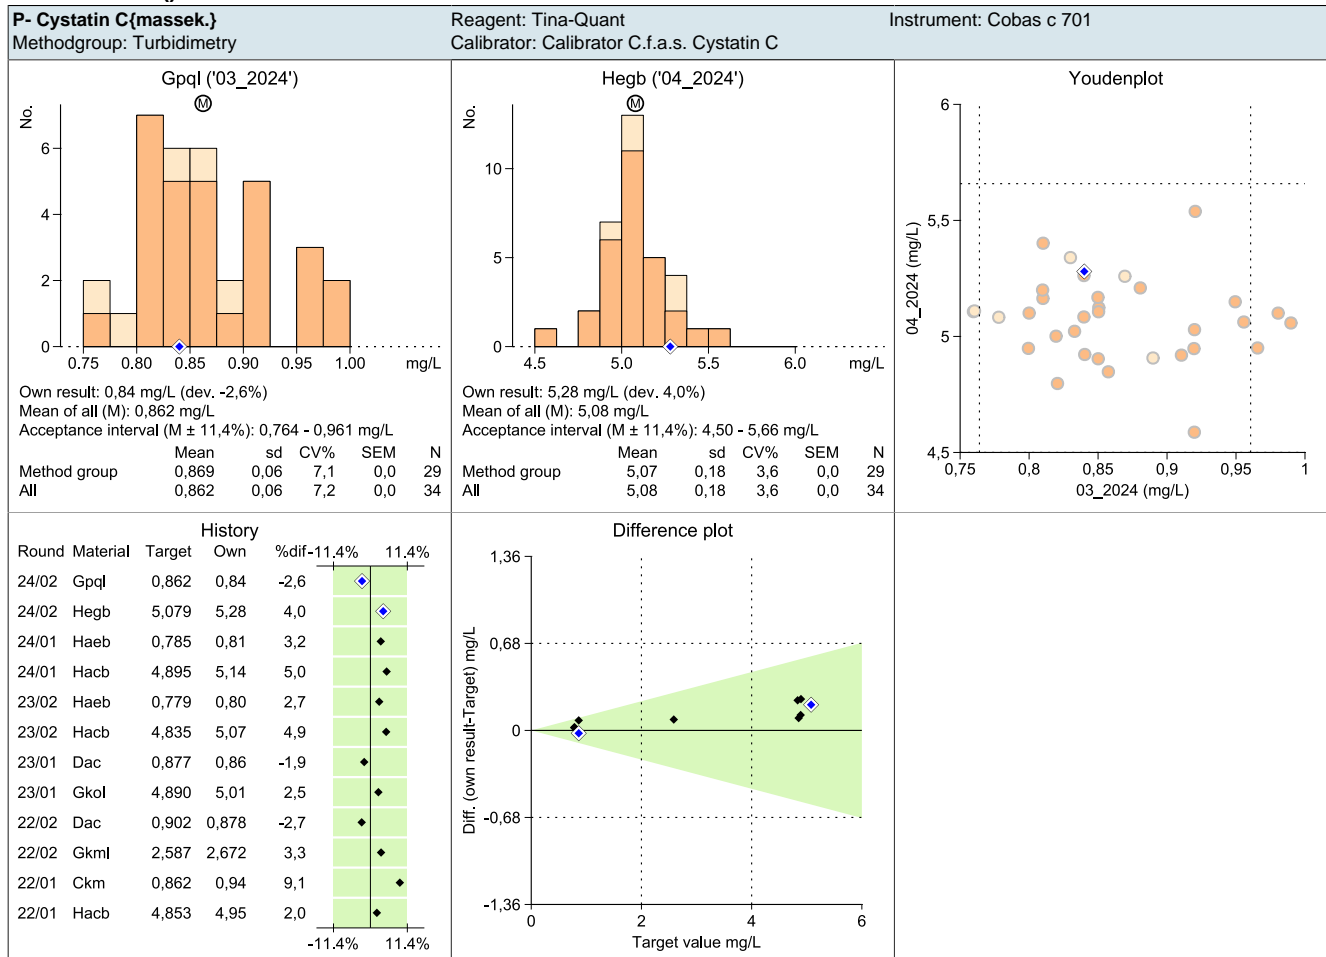 P- Cystatin C{massek.}
Methodgroup: Turbidimetry
Reagent: Tina-Quant
Calibrator: Calibrator C.f.a.s. Cystatin C
Instrument: Cobas c 701
Gpql ('03_2024')
M
No.
6
4
2
0
0.75 0.80 0.85 0.90 0.95 1.00 mg/L
Own result: 0,84 mg/L (dev. -2,6%)
Mean of all (M): 0,862 mg/L
Acceptance interval (M ± 11,4%): 0,764 - 0,961 mg/L
Mean sd CV% SEM N
Method group 0,869 0,06 7,1 0,0 29
All 0,862 0,06 7,2 0,0 34
Hegb ('04_2024')
M
No.
10
5
0
4.5 5.0 5.5 6.0 mg/L
Own result: 5,28 mg/L (dev. 4,0%)
Mean of all (M): 5,08 mg/L
Acceptance interval (M ± 11,4%): 4,50 - 5,66 mg/L
Mean sd CV% SEM N
Method group 5,07 0,18 3,6 0,0 29
All 5,08 0,18 3,6 0,0 34
Youdenplot
04_2024 (mg/L)
6
5,5
5
4,5
0,75 0,8 0,85 0,9 0,95 1
03_2024 (mg/L)
History
Round Material Target Own %dif -11.4% 11.4%
24/02 Gpql 0,862 0,84 -2,6
24/02 Hegb 5,079 5,28 4,0
24/01 Haeb 0,785 0,81 3,2
24/01 Hacb 4,895 5,14 5,0
23/02 Haeb 0,779 0,80 2,7
23/02 Hacb 4,835 5,07 4,9
23/01 Dac 0,877 0,86 -1,9
23/01 Gkol 4,890 5,01 2,5
22/02 Dac 0,902 0,878 -2,7
22/02 Gkml 2,587 2,672 3,3
22/01 Ckm 0,862 0,94 9,1
22/01 Hacb 4,853 4,95 2,0
-11.4% 11.4%
Difference plot
Diff. (own result-Target) mg/L
1,36
0,68
0
-0,68
-1,36
0 2 4 6
Target value mg/L